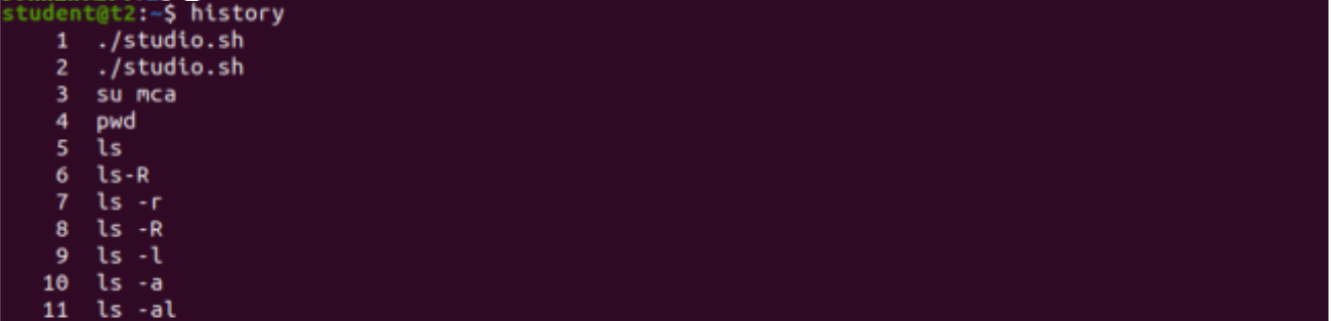 student@t2:~$ history
1 ./studio.sh
2 ./studio.sh
3 su mca
4 pwd
5 ls
6 ls-R
7 ls -r
8 ls -R
9 ls -l
10 ls -a
11 ls -al